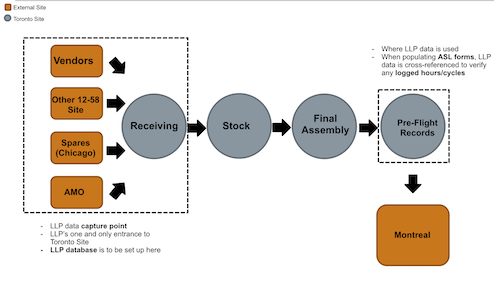 External Site
Toronto Site
Vendors
Other 12-58
Site
Spares
(Chicago)
AMO
Receiving
Stock
Final
Assembly
Pre-Flight
Records
Montreal
- Where LLP data is used
- When populating ASL forms, LLP
data is cross-referenced to verify
any logged hours/cycles
- LLP data capture point
- LLP's one and only entrance to
Toronto Site
- LLP database is to be set up here